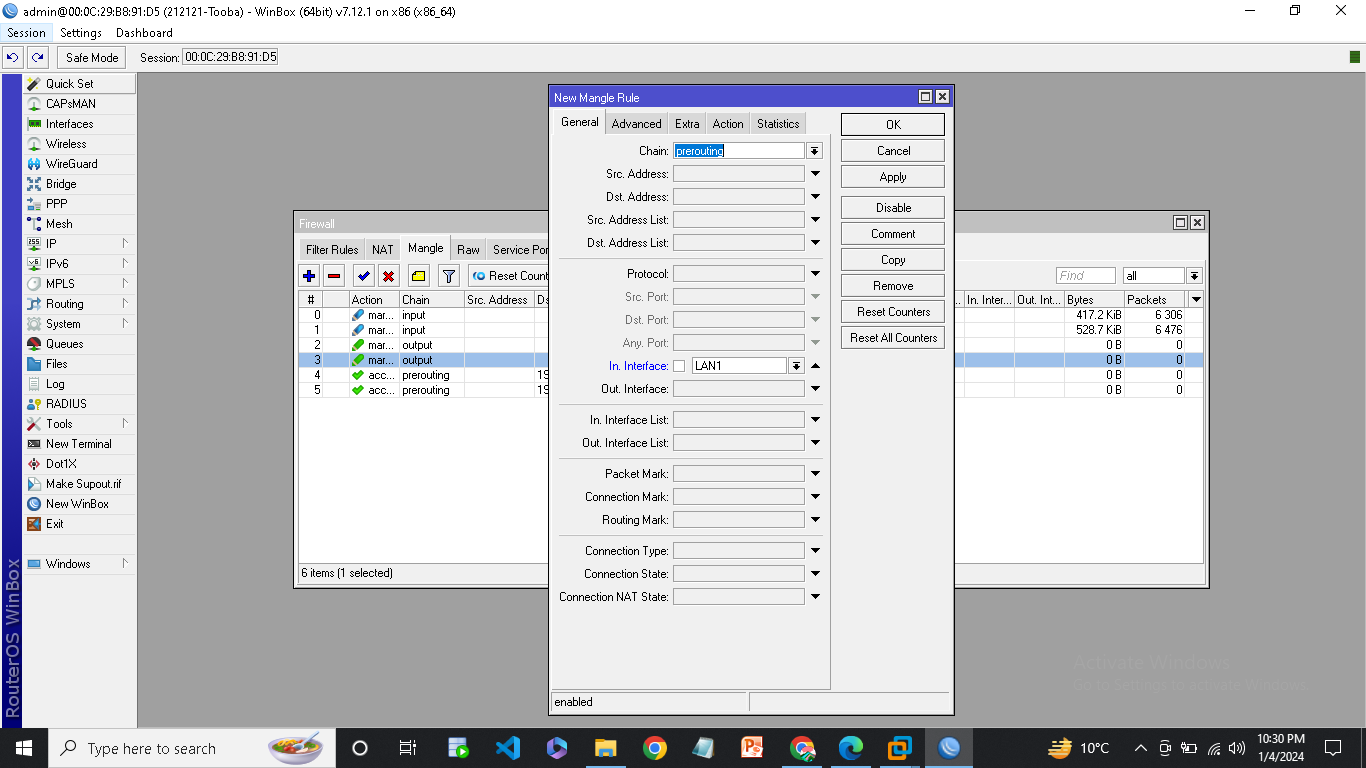 admin@00:0C:29:B8:91:D5 (212121-Tooba) - WinBox (64bit) v7.12.1 on x86 (x86_64)
Session Settings Dashboard
Safe Mode Session: 00:0C:29:B8:91:D5
Quick Set
CAPsMAN
Interfaces
Wireless
WireGuard
Bridge
PPP
Mesh
IP
IPv6
MPLS
Routing
System
Queues
Files
Log
RADIUS
Tools
New Terminal
Dot1X
Make Supout.rif
New WinBox
Exit
Windows
RouterOS WinBox
Firewall
Filter Rules NAT Mangle Raw Service Por
Reset Count
Find all
# Action Chain Src. Address Ds .. In. Inter... Out. Int... Bytes Packets
0 mar... input 417.2 KiB 6 306
1 mar... input 528.7 KiB 6 476
2 mar... output 0 B 0
3 mar... output 0 B 0
4 acc... prerouting 19 0 B 0
5 acc... prerouting 19 0 B 0
6 items (1 selected)
New Mangle Rule
General Advanced Extra Action Statistics
Chain: prerouting
Src. Address:
Dst. Address:
Src. Address List:
Dst. Address List:
Protocol:
Src. Port:
Dst. Port:
Any. Port:
In. Interface: LAN1
Out. Interface:
In. Interface List:
Out. Interface List:
Packet Mark:
Connection Mark:
Routing Mark:
Connection Type:
Connection State:
Connection NAT State:
enabled
OK
Cancel
Apply
Disable
Comment
Copy
Remove
Reset Counters
Reset All Counters
Activate Windows
Go to Settings to activate Windows.
Type here to search
10°C
10:30 PM
1/4/2024